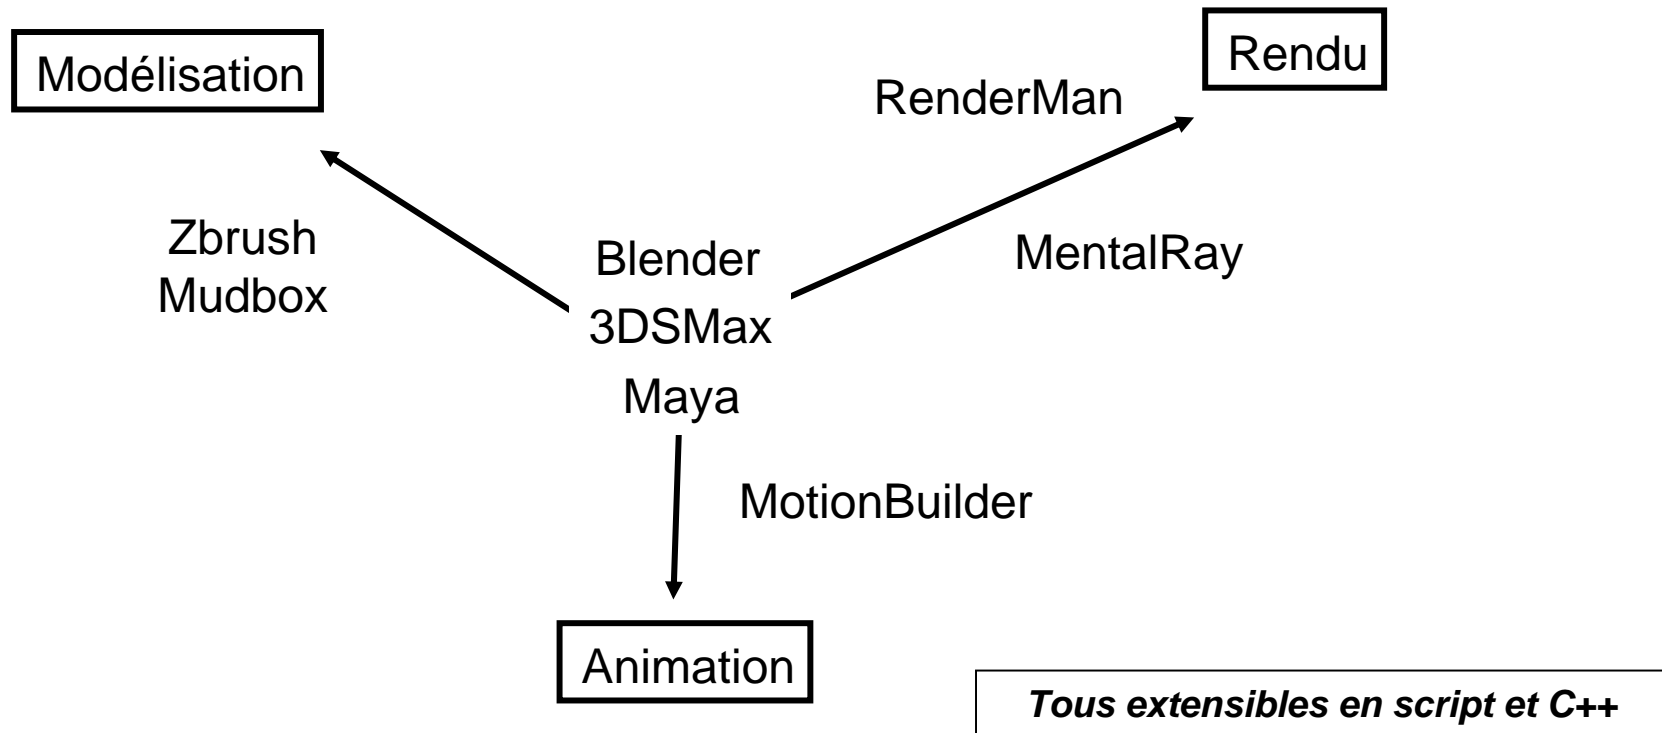 Modélisation
Rendu
RenderMan
Zbrush
Mudbox
Blender
3DSMax
Maya
MentalRay
MotionBuilder
Animation
Tous extensibles en script et C++